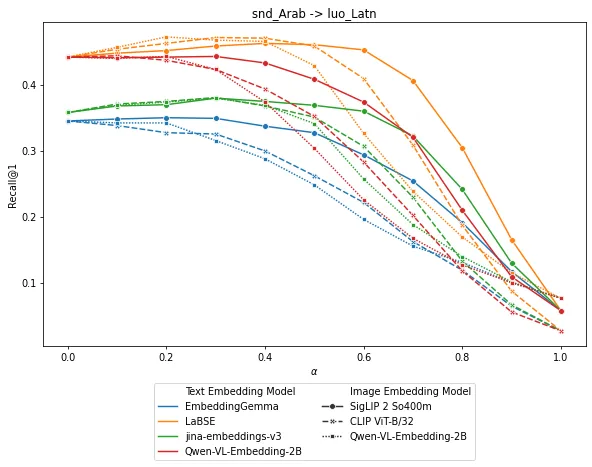 snd_Arab -> luo_Latn
Recall@1
0.4
0.3
0.2
0.1
0.0 0.2 0.4 0.6 0.8 1.0
α
Text Embedding Model Image Embedding Model
EmbeddingGemma SigLIP 2 So400m
LaBSE CLIP ViT-B/32
jina-embeddings-v3 Qwen-VL-Embedding-2B
Qwen-VL-Embedding-2B